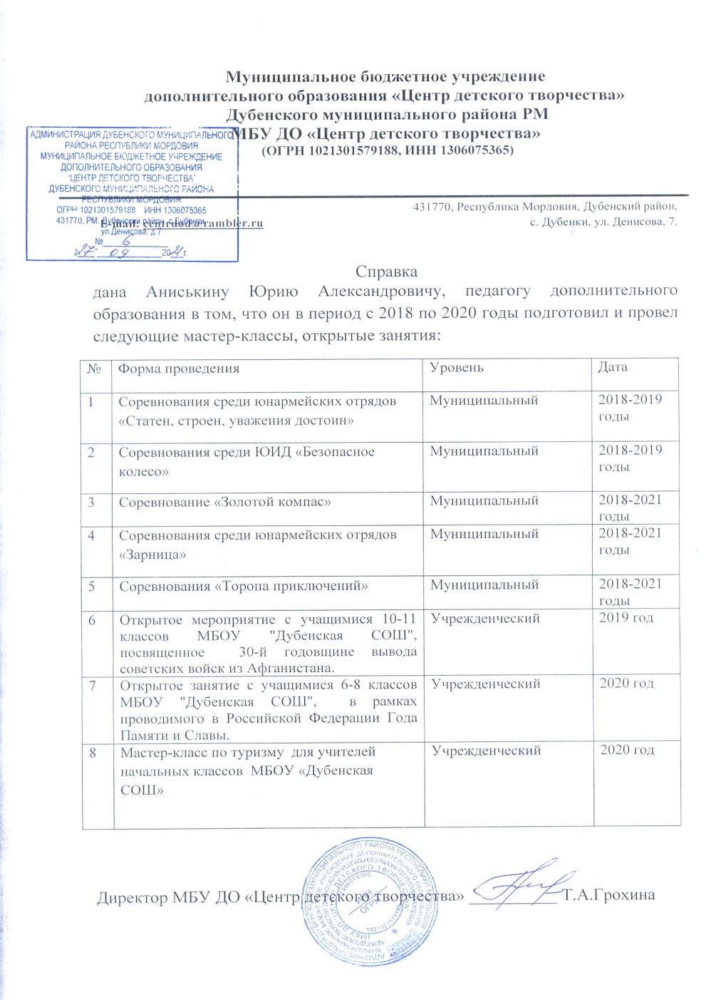 Муниципальное бюджетное учреждение
дополнительного образования «Центр детского творчества»
Дубенского муниципального района РМ
МБУ ДО «Центр детского творчества»
(ОГРН 1021301579188, ИНН 1306075365)
АДМИНИСТРАЦИЯ ДУБЕНСКОГО МУНИЦИПАЛЬНОГО
РАЙОНА РЕСПУБЛИКИ МОРДОВИЯ
МУНИЦИПАЛЬНОЕ БЮДЖЕТНОЕ УЧРЕЖДЕНИЕ
ДОПОЛНИТЕЛЬНОГО ОБРАЗОВАНИЯ
"ЦЕНТР ДЕТСКОГО ТВОРЧЕСТВА"
ДУБЕНСКОГО МУНИЦИПАЛЬНОГО РАЙОНА
РЕСПУБЛИКИ МОРДОВИЯ
ОГРН 1021301579188 ИНН 1306075365
431770, РМ, Дубенский район, с.Дубенки,
ул.Денисова, д.7
№ 6
27 09 2021 г.
431770, Республика Мордовия, Дубенский район.
с. Дубенки, ул. Денисова, 7.
E-mail: centrdod@rambler.ru
Справка
дана Аниськину Юрию Александровичу, педагогу дополнительного
образования в том, что он в период с 2018 по 2020 годы подготовил и провел
следующие мастер-классы, открытые занятия:
№ Форма проведения Уровень Дата
1 Соревнования среди юнармейских отрядов Муниципальный 2018-2019
«Статен, строен, уважения достоин» годы
2 Соревнования среди ЮИД «Безопасное Муниципальный 2018-2019
колесо» годы
3 Соревнование «Золотой компас» Муниципальный 2018-2021
годы
4 Соревнования среди юнармейских отрядов Муниципальный 2018-2021
«Зарница» годы
5 Соревнования «Торопа приключений» Муниципальный 2018-2021
годы
6 Открытое мероприятие с учащимися 10-11 Учрежденческий 2019 год
классов МБОУ "Дубенская СОШ",
посвященное 30-й годовщине вывода
советских войск из Афганистана.
7 Открытое занятие с учащимися 6-8 классов Учрежденческий 2020 год
МБОУ "Дубенская СОШ", в рамках
проводимого в Российской Федерации Года
Памяти и Славы.
8 Мастер-класс по туризму для учителей Учрежденческий 2020 год
начальных классов МБОУ «Дубенская
СОШ»
Директор МБУ ДО «Центр детского творчества» Т.А.Грохина
ИНН
ОГРН
1306075365
1021301579188